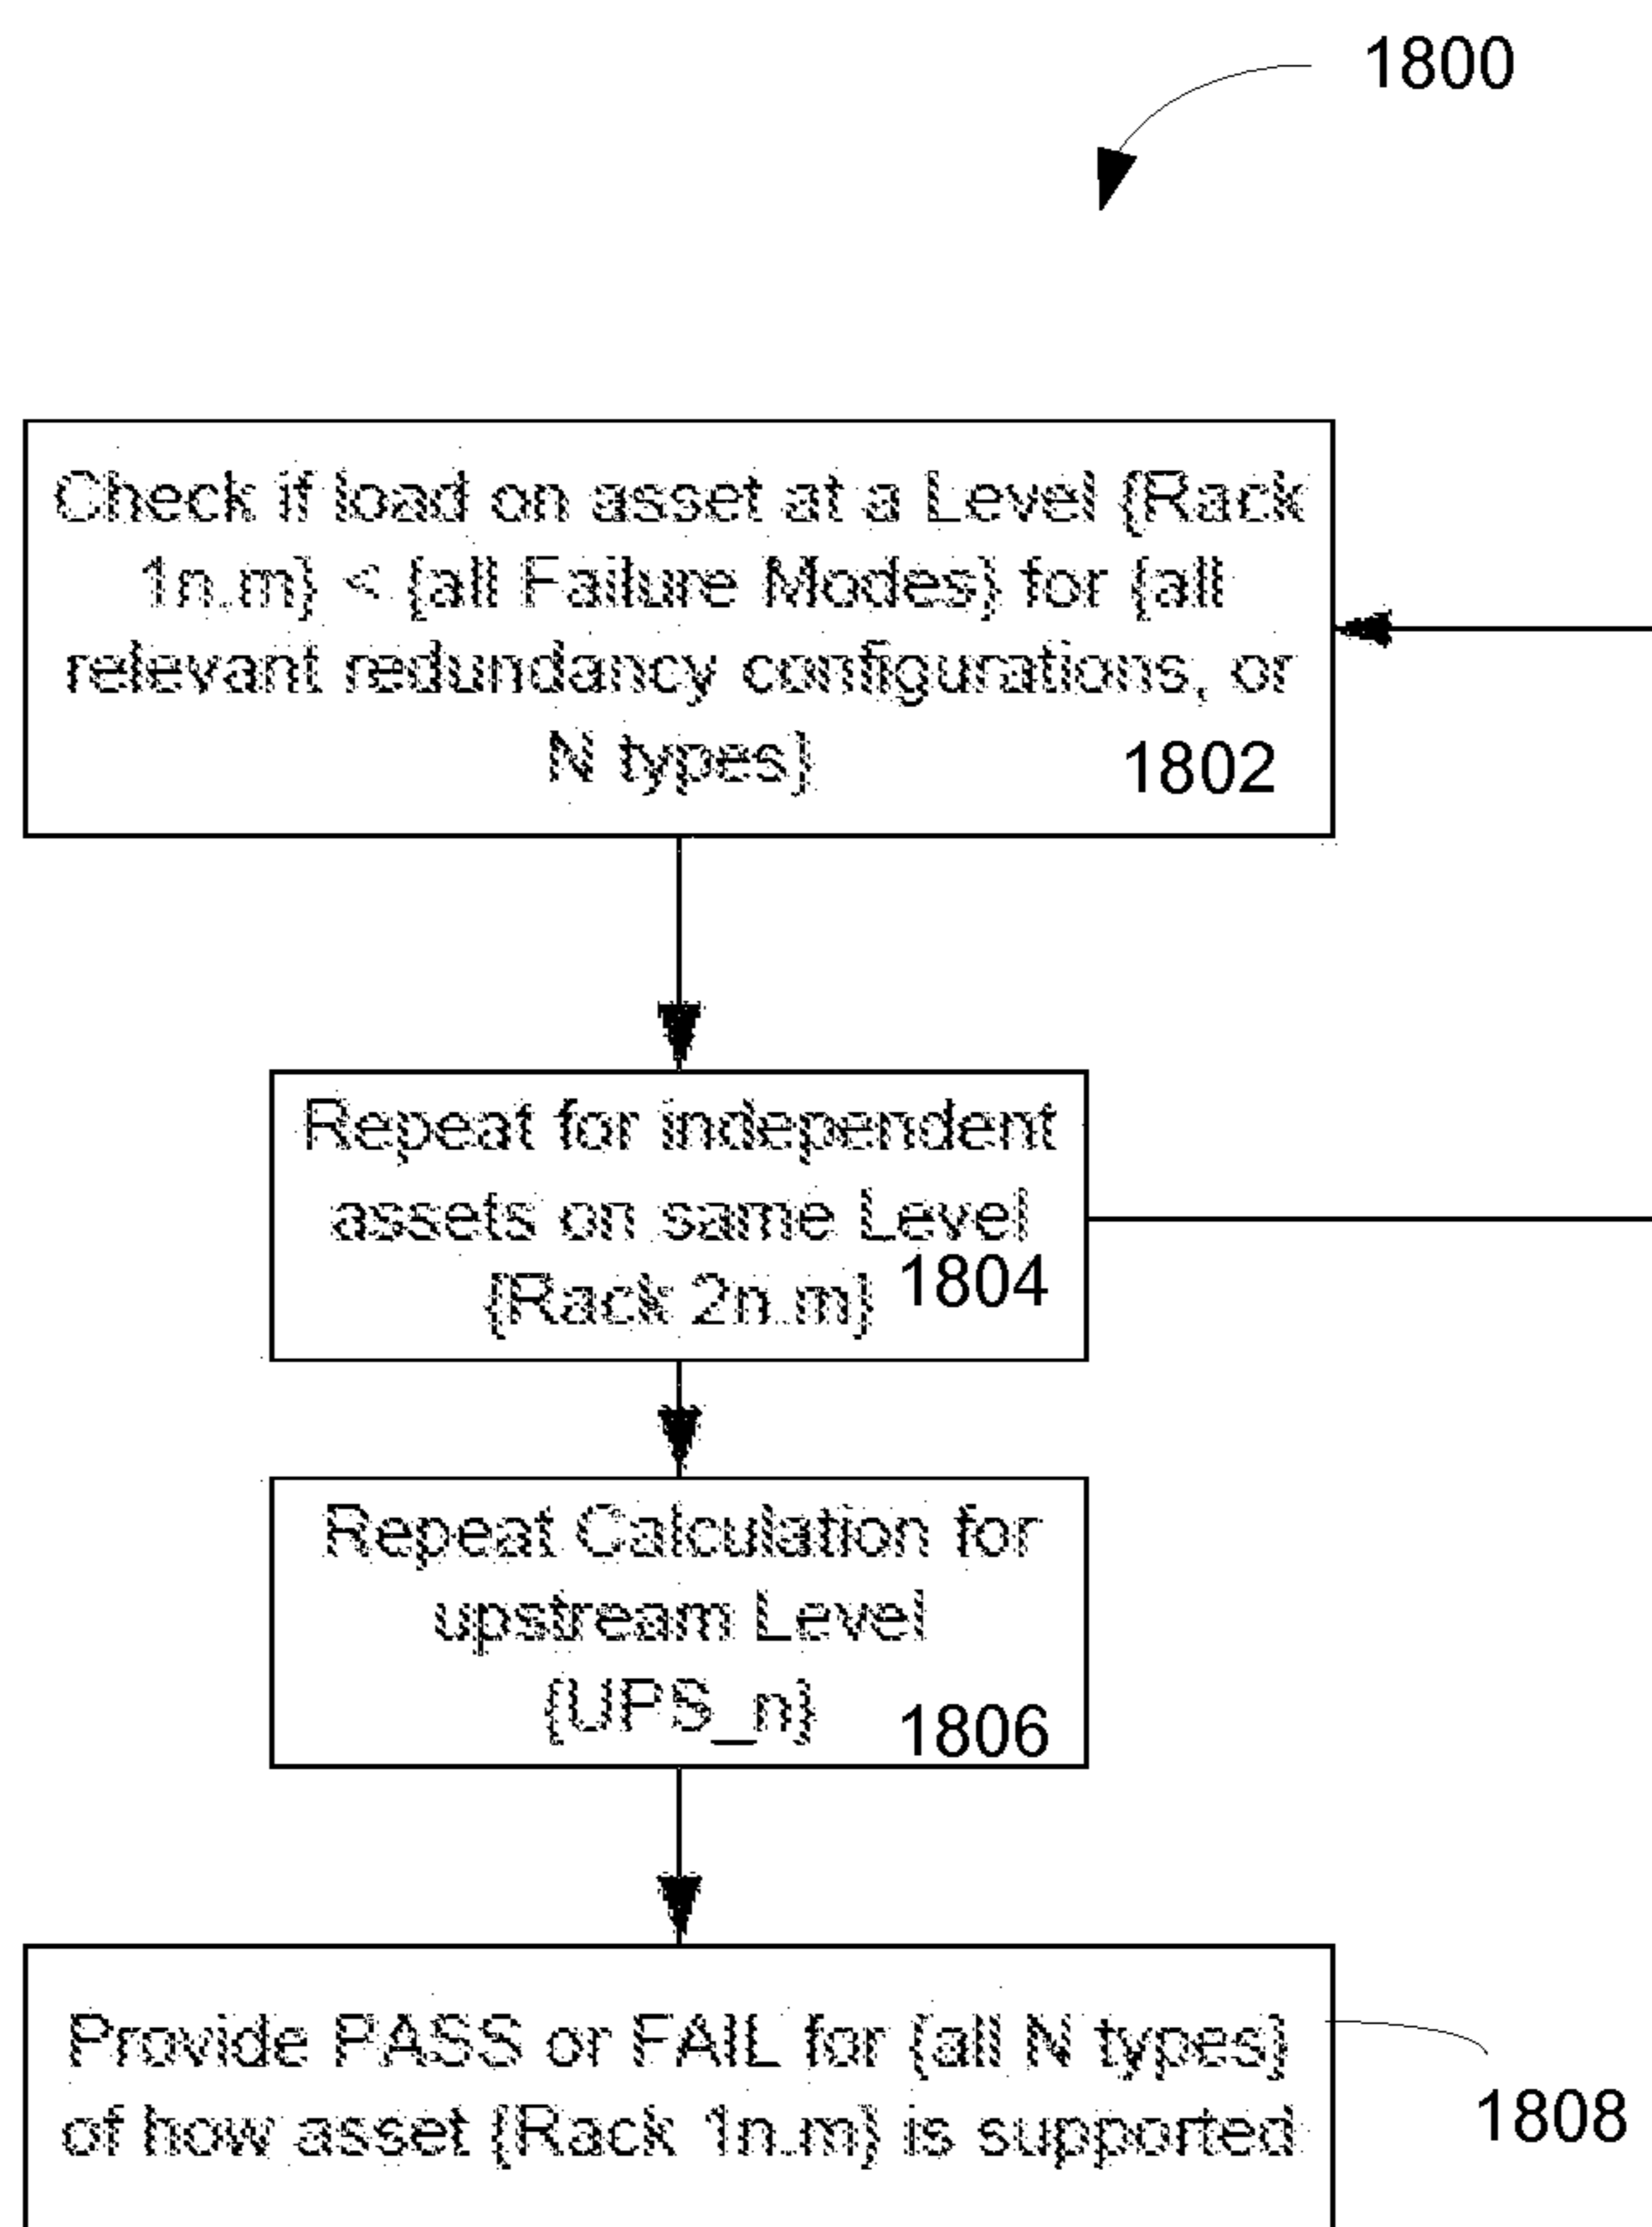 1800
Check if load on asset at a Level {Rack
1n.m} < {all Failure Modes} for {all
relevant redundancy configurations, or
N types}
1802
Repeat for independent
assets on same Level
{Rack 2n.m}
1804
Repeat Calculation for
upstream Level
{UPS_n}
1806
Provide PASS or FAIL for {all N types}
of how asset {Rack 1n.m} is supported
1808